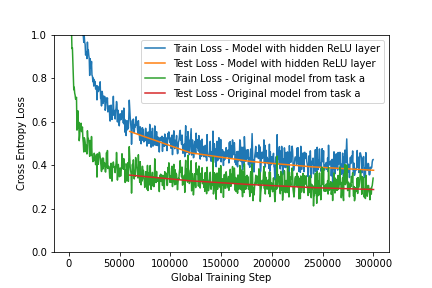 Train Loss - Model with hidden ReLU layer
Test Loss - Model with hidden ReLU layer
Train Loss - Original model from task a
Test Loss - Original model from task a
1.0
0.8
0.6
0.4
0.2
0.0
Cross Entropy Loss
0 50000 100000 150000 200000 250000 300000
Global Training Step